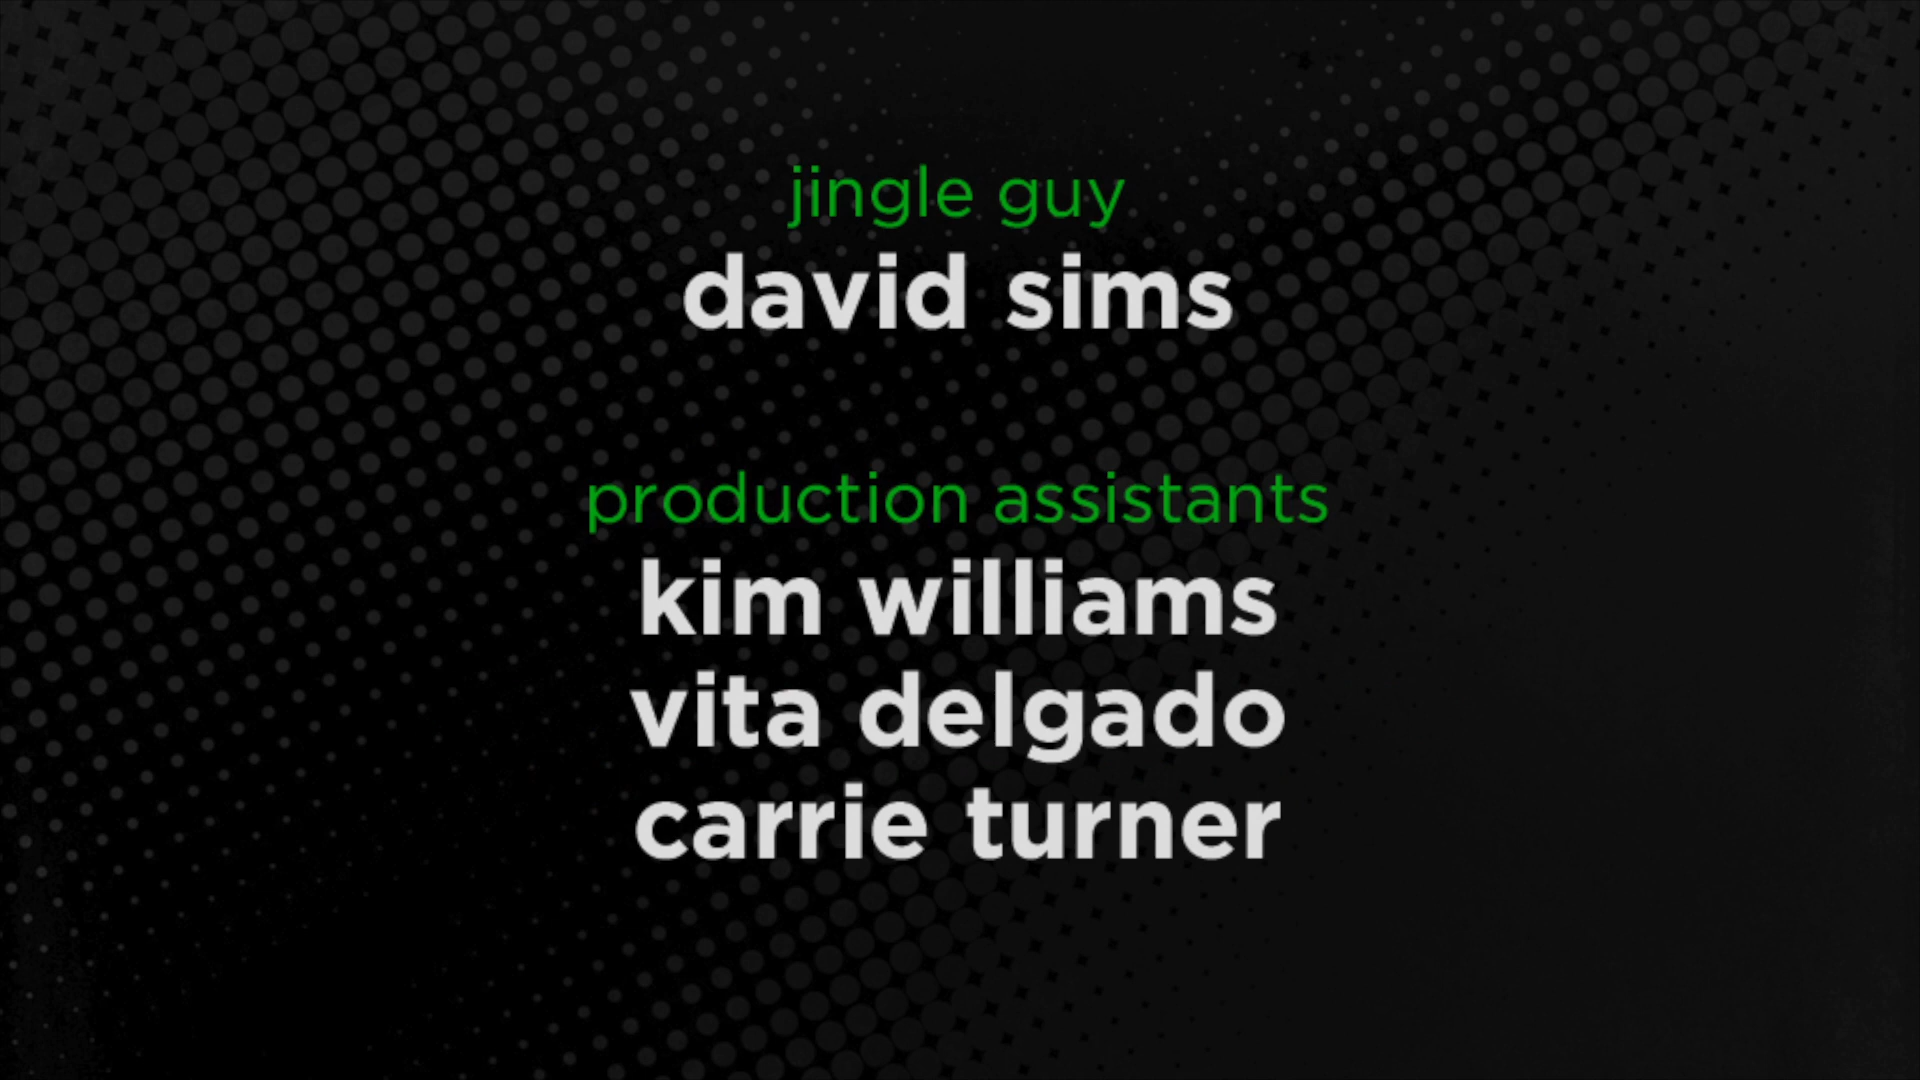 jingle guy
david sims
production assistants
kim williams
vita delgado
carrie turner